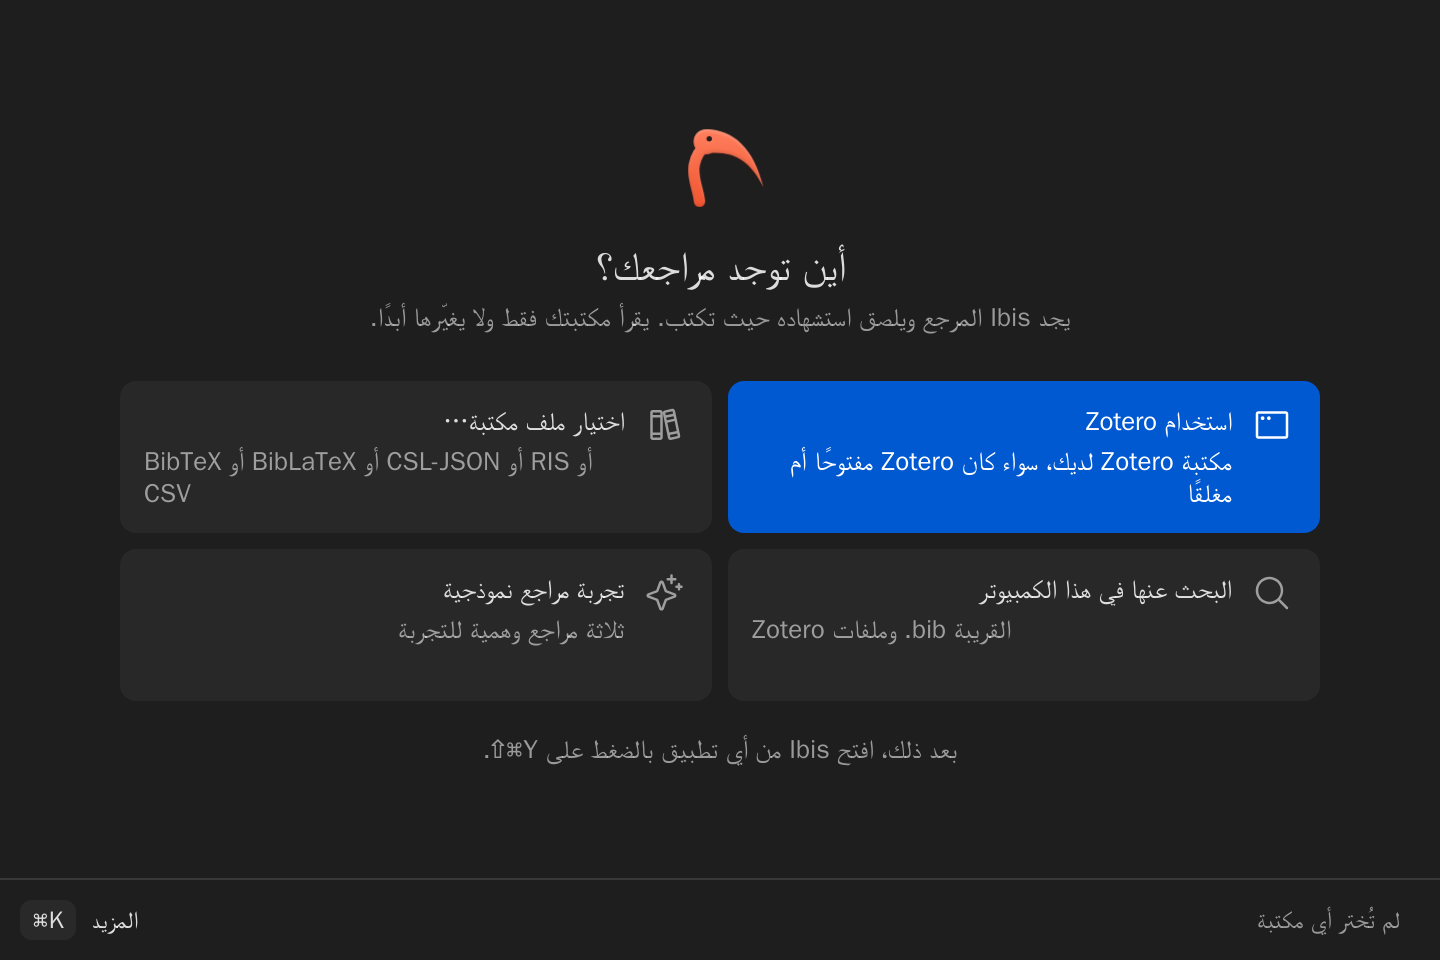 أين توجد مراجعك؟
يجد Ibis المرجع ويلصق استشهاده حيث تكتب. يقرأ مكتبتك فقط ولا يغيّرها أبدًا.
استخدام Zotero
مكتبة Zotero لديك، سواء كان Zotero مفتوحًا أم
مغلقًا
اختيار ملف مكتبة…
BibTeX أو BibLaTeX أو CSL-JSON أو RIS أو
CSV
البحث عنها في هذا الكمبيوتر
Zotero وملفات .bib القريبة
تجربة مراجع نموذجية
ثلاثة مراجع وهمية للتجربة
بعد ذلك، افتح Ibis من أي تطبيق بالضغط على ⇧⌘Y.
لم تُختر أي مكتبة
المزيد ⌘K